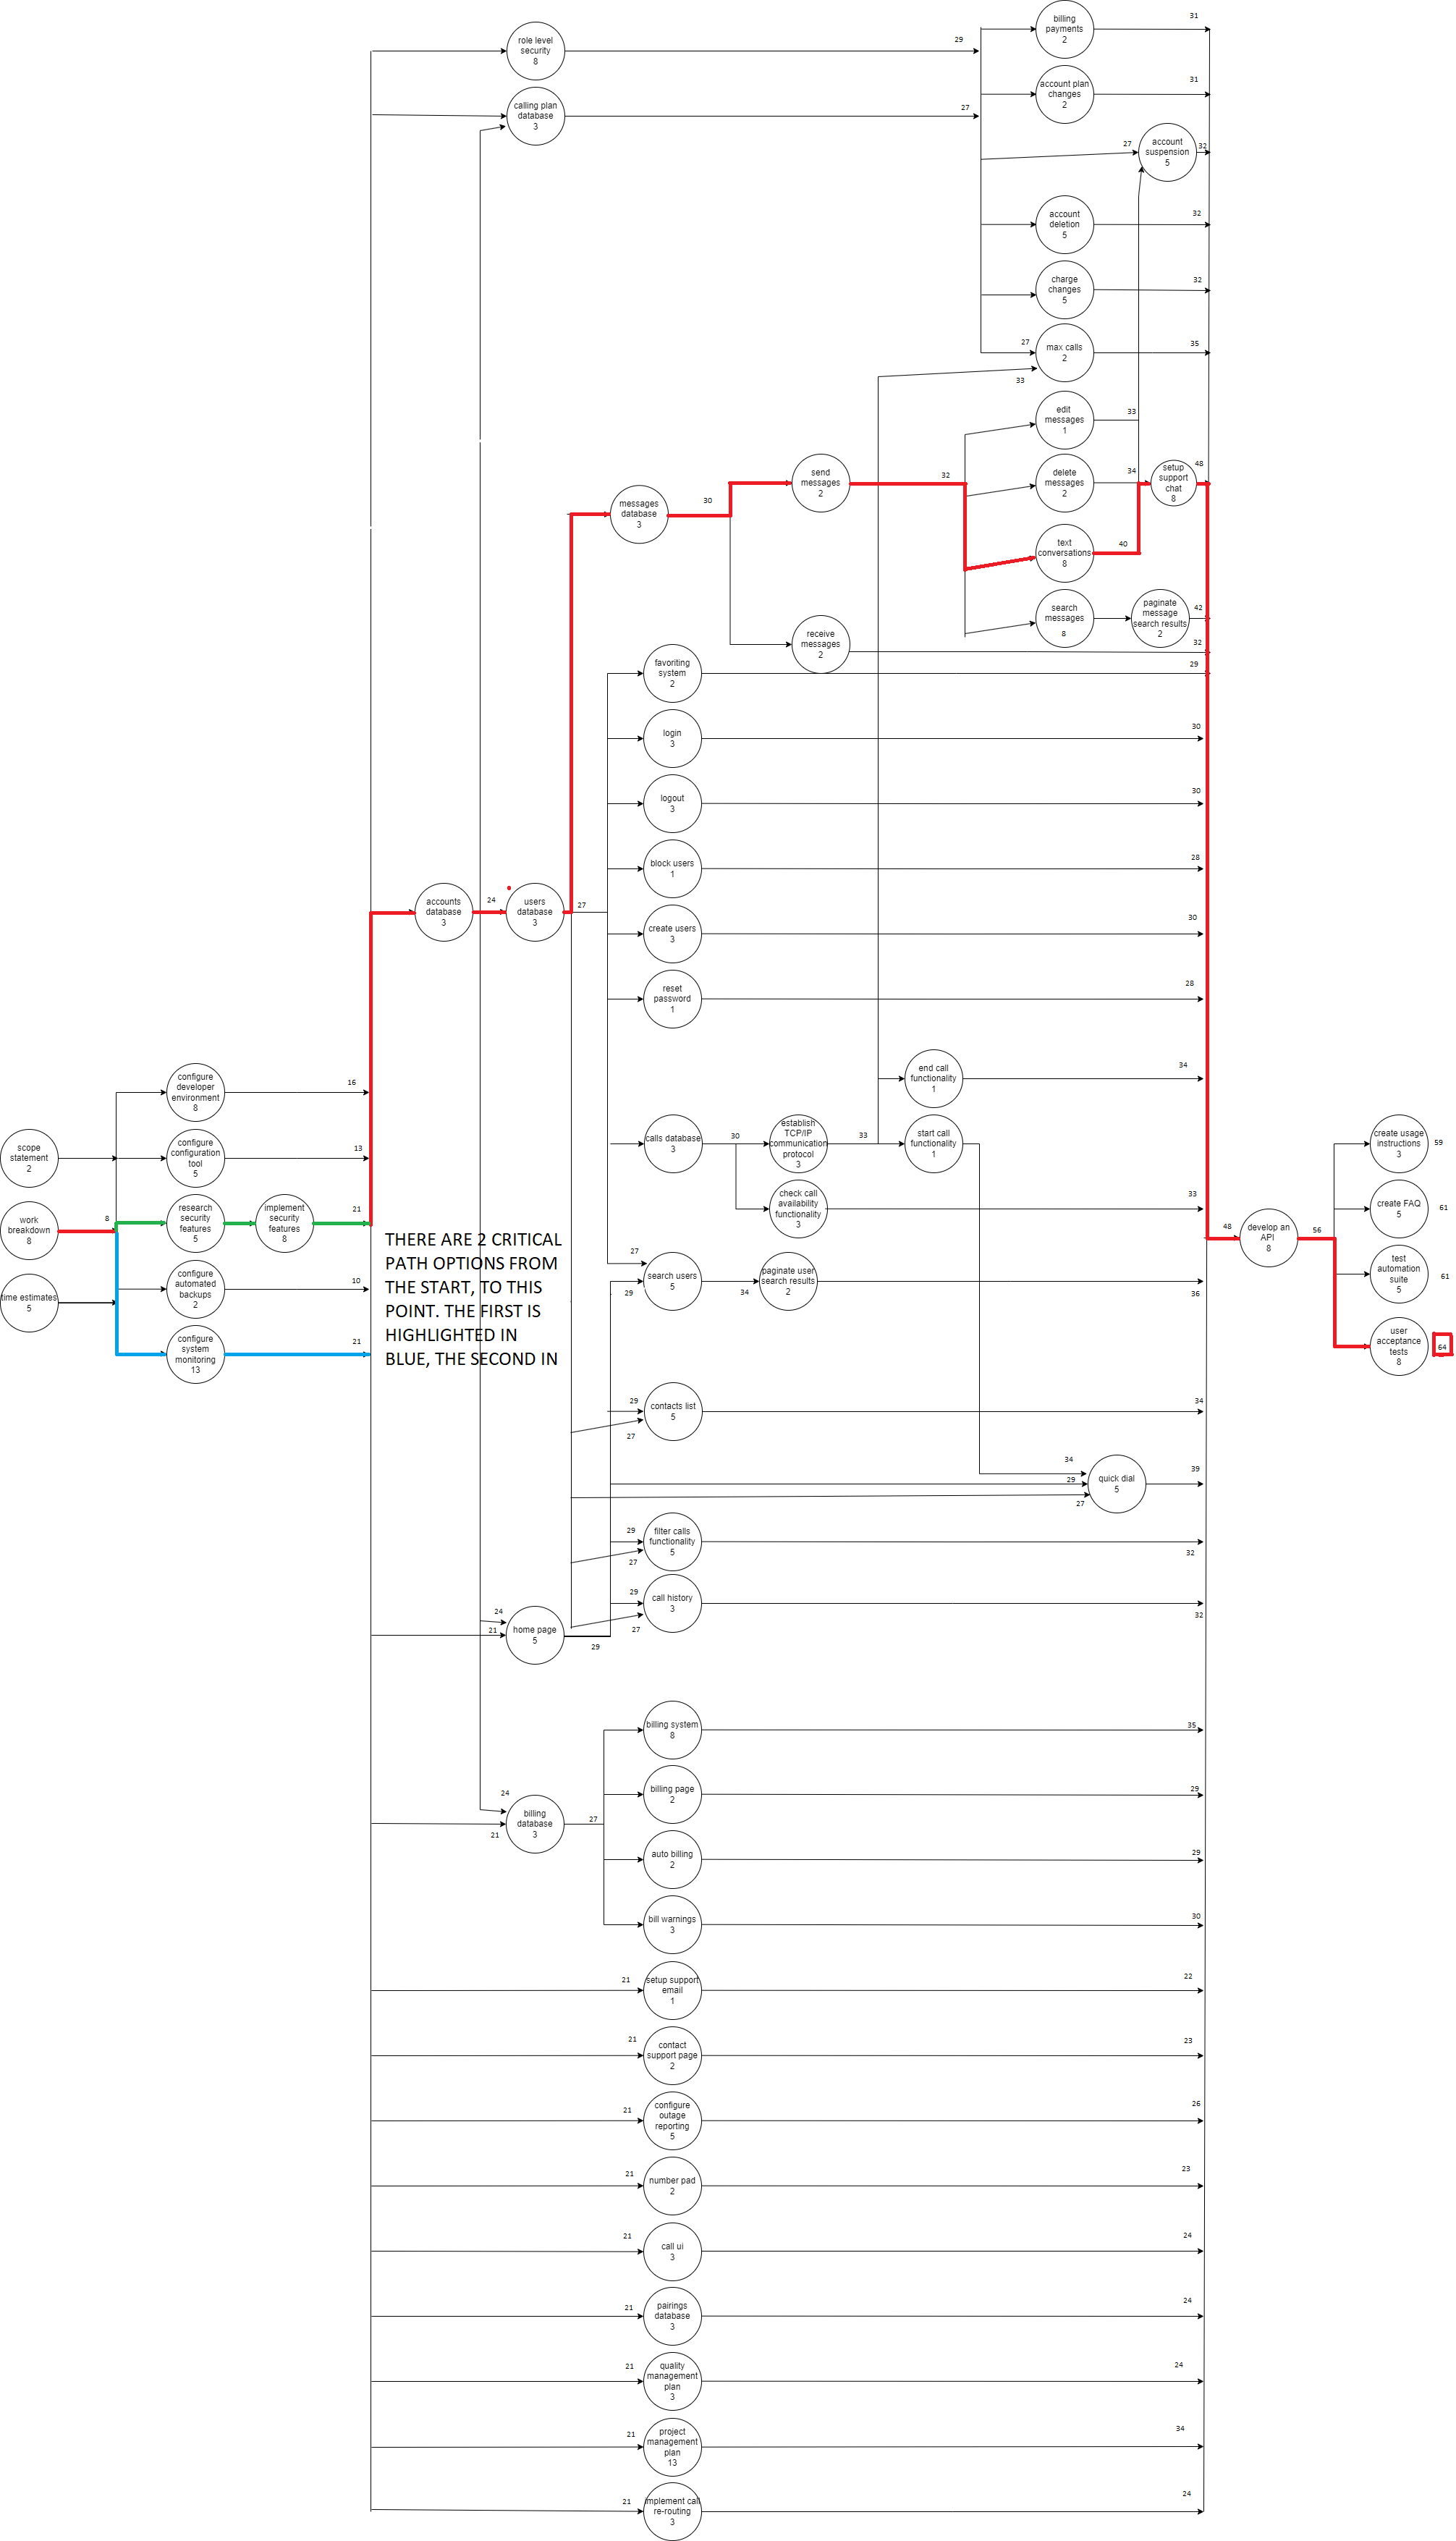 billing
payments
2
31
role level
security
8
29
account plan
changes
2
31
calling plan
database
3
27
account
suspension
5
27
32
account
deletion
5
32
charge
changes
5
32
max calls
2
27
35
33
edit
messages
1
33
send
messages
2
32
delete
messages
2
34
setup
support
chat
8
48
messages
database
3
30
text
conversations
8
40
search
messages
8
paginate
message
search results
2
42
receive
messages
2
32
favoriting
system
2
29
login
3
30
logout
3
30
block users
1
28
accounts
database
3
24
users
database
3
27
create users
3
30
reset
password
1
28
configure
developer
environment
8
16
end call
functionality
1
34
scope
statement
2
configure
configuration
tool
5
13
calls database
3
30
establish
TCP/IP
communication
protocol
3
33
start call
functionality
1
create usage
instructions
3
59
work
breakdown
8
8
research
security
features
5
implement
security
features
8
21
check call
availability
functionality
3
33
48
develop an
API
8
56
create FAQ
5
61
THERE ARE 2 CRITICAL
PATH OPTIONS FROM
THE START, TO THIS
POINT. THE FIRST IS
HIGHLIGHTED IN
BLUE, THE SECOND IN
time estimates
5
configure
automated
backups
2
10
27
search users
5
29
34
paginate user
search results
2
36
test
automation
suite
5
61
configure
system
monitoring
13
21
user
acceptance
tests
8
64
29
contacts list
5
27
34
34
29
27
quick dial
5
39
29
filter calls
functionality
5
27
32
29
call history
3
27
32
24
21
home page
5
29
billing system
8
35
billing page
2
29
24
21
billing
database
3
27
auto billing
2
29
bill warnings
3
30
21
setup support
email
1
22
21
contact
support page
2
23
21
configure
outage
reporting
5
26
21
number pad
2
23
21
call ui
3
24
21
pairings
database
3
24
21
quality
management
plan
3
24
21
project
management
plan
13
34
21
implement call
re-routing
3
24